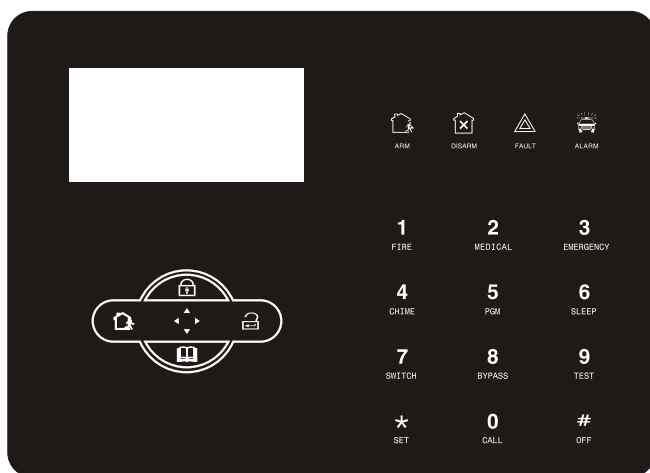 ARM DISARM FAULT ALARM
1 2 3
FIRE MEDICAL EMERGENCY
4 5 6
CHIME PGM SLEEP
7 8 9
SWITCH BYPASS TEST
* 0 #
SET CALL OFF